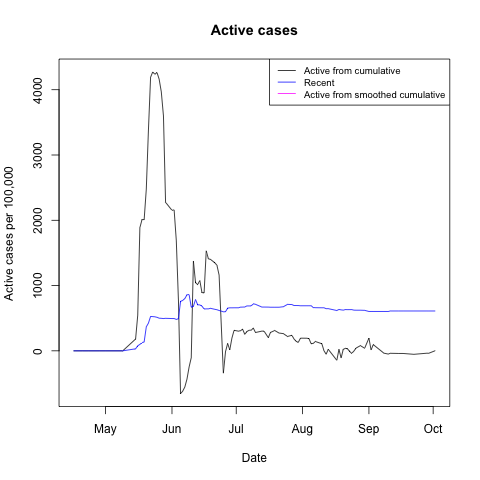 Active cases
Active from cumulative
Recent
Active from smoothed cumulative
Active cases per 100,000
4000
3000
2000
1000
0
May Jun Jul Aug Sep Oct
Date